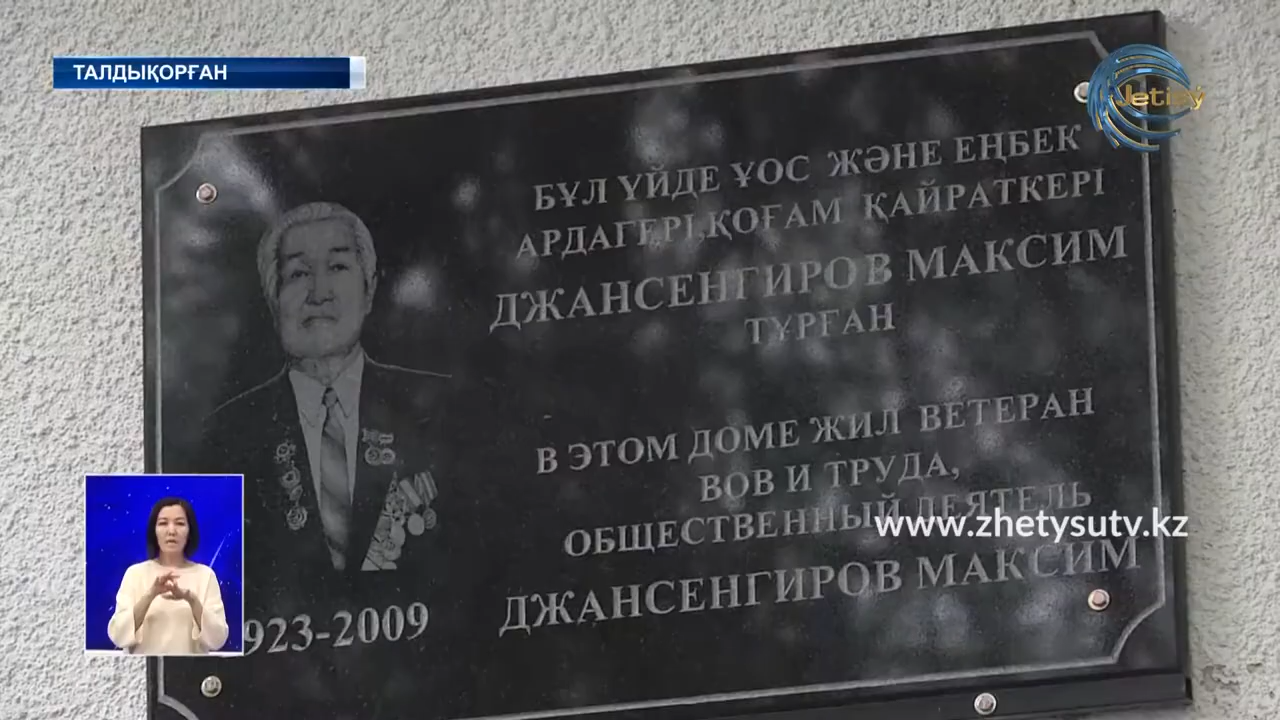 ТАЛДЫҚОРҒАН
Jetisý
БҰЛ ҮЙДЕ ҰОС ЖӘНЕ ЕҢБЕК
АРДАГЕРІ,ҚОҒАМ ҚАЙРАТКЕРІ
ДЖАНСЕНГИРОВ МАКСИМ
ТҰРҒАН
В ЭТОМ ДОМЕ ЖИЛ ВЕТЕРАН
ВОВ И ТРУДА,
ОБЩЕСТВЕННЫЙ ДЕЯТЕЛЬ
www.zhetysutv.kz
ДЖАНСЕНГИРОВ МАКСИМ
923-2009